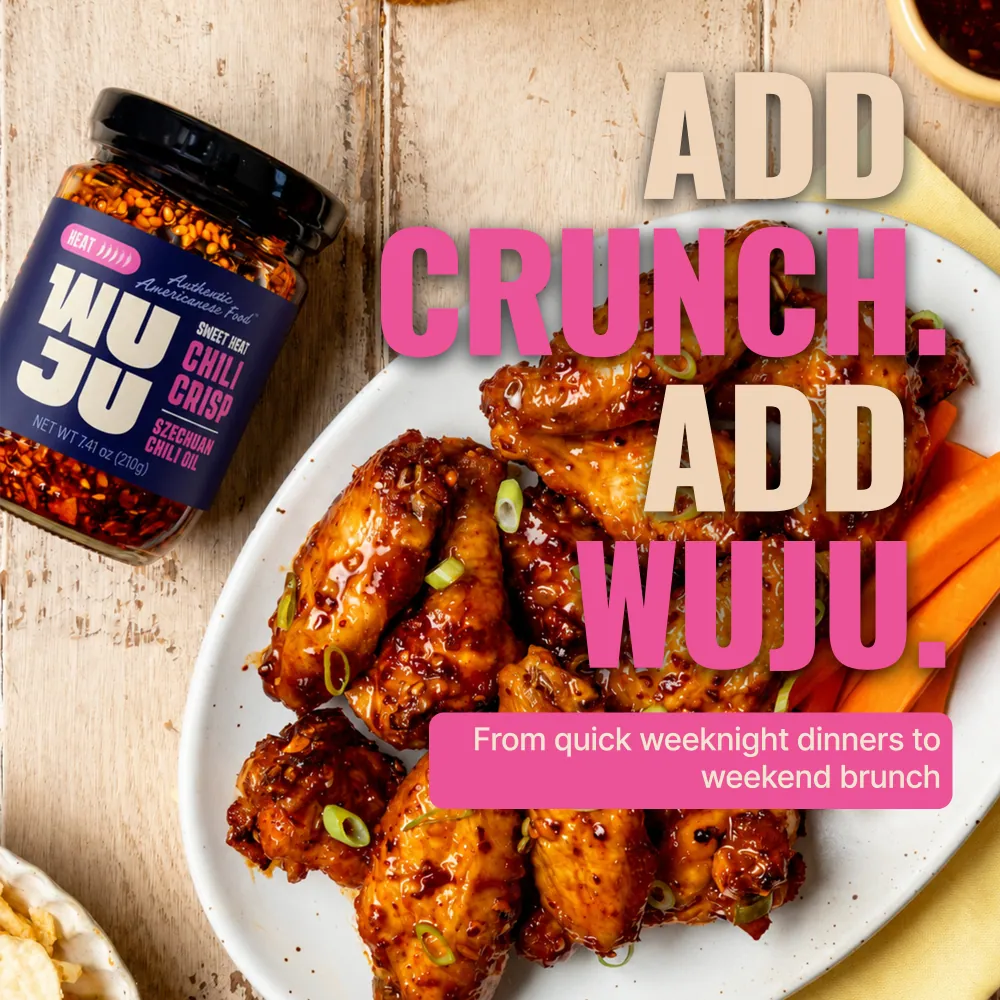 ADD
CRUNCH.
ADD
WUJU.
From quick weeknight dinners to
weekend brunch
HEAT
Authentic
Americanese Food™
WU
JU
SWEET HEAT
CHILI
CRISP
SZECHUAN
CHILI OIL
NET WT 7.41 oz (210g)